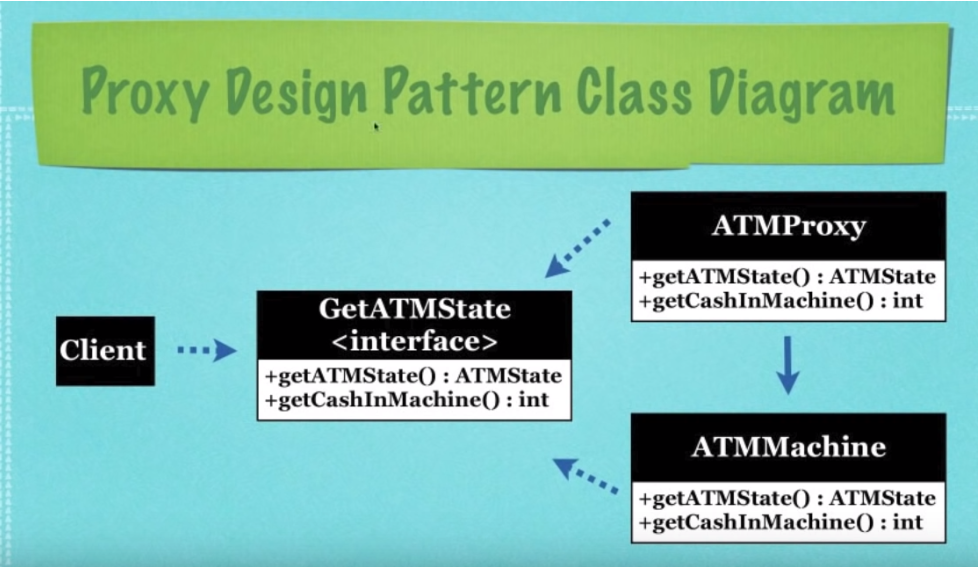 Proxy Design Pattern Class Diagram
ATMProxy
+getATMState() : ATMState
+getCashInMachine() : int
GetATMState
<interface>
+getATMState() : ATMState
+getCashInMachine() : int
Client
ATMMachine
+getATMState() : ATMState
+getCashInMachine() : int